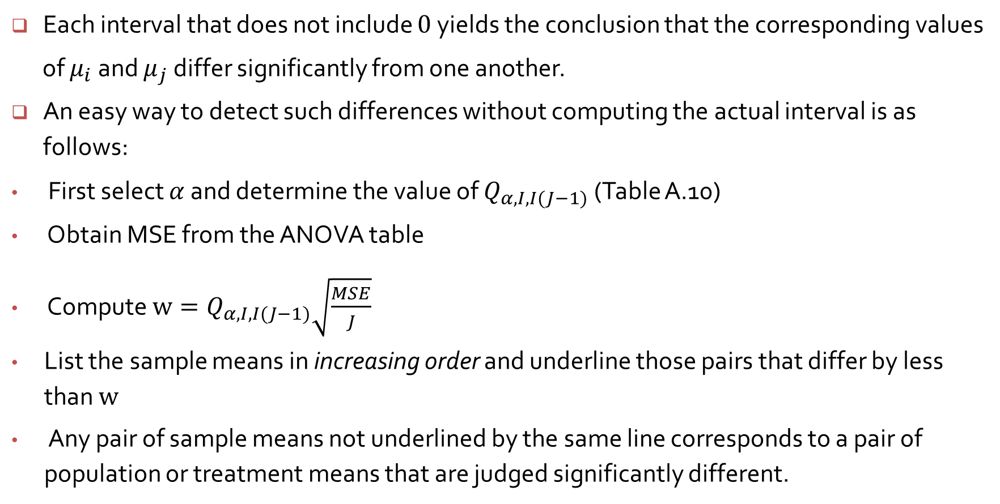 ❑ Each interval that does not include 0 yields the conclusion that the corresponding values
of μᵢ and μⱼ differ significantly from one another.
❑ An easy way to detect such differences without computing the actual interval is as
follows:
• First select α and determine the value of $Q_{\alpha,I,I(J-1)}$ (Table A.10)
• Obtain MSE from the ANOVA table
• Compute w = $Q_{\alpha,I,I(J-1)}\sqrt{\frac{MSE}{J}}$
• List the sample means in increasing order and underline those pairs that differ by less
than w
• Any pair of sample means not underlined by the same line corresponds to a pair of
population or treatment means that are judged significantly different.